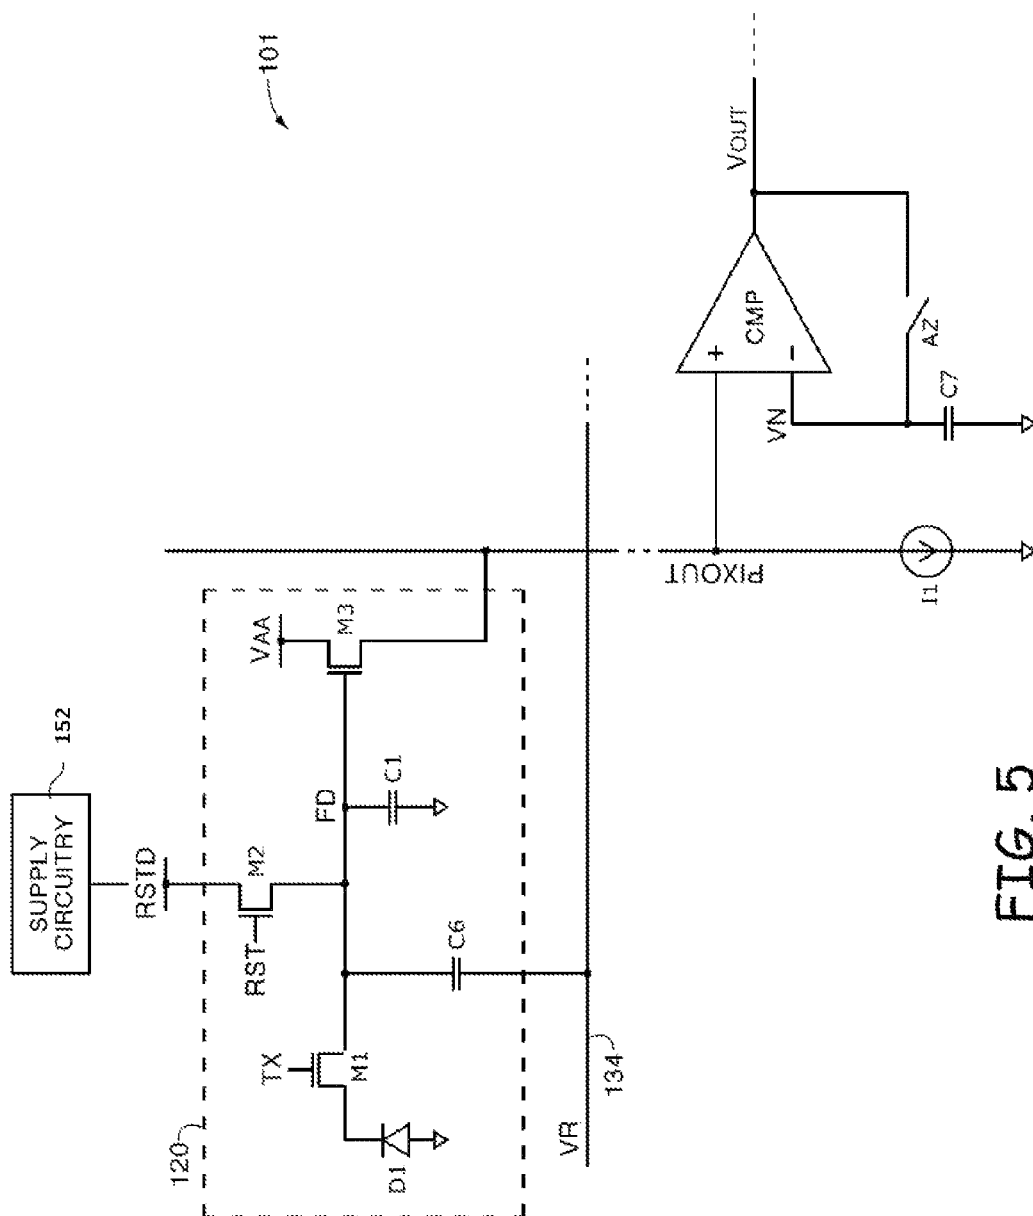 101
SUPPLY
CIRCUITRY
152
RSTD
120
RST
M2
VAA
M3
FD
C1
TX
M1
D1
C6
VR
134
PIXOUT
I1
VN
C7
CMP
+
−
AZ
VOUT
FIG. 5